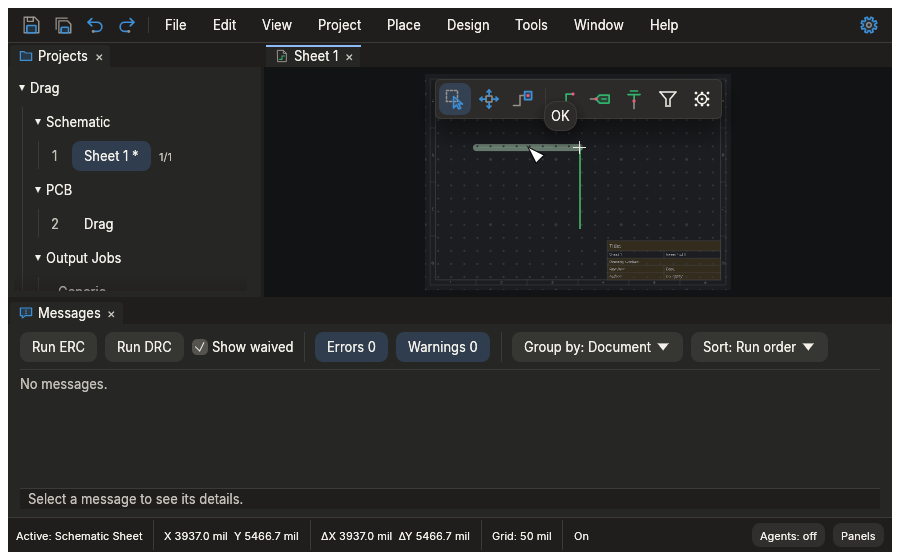 File Edit View Project Place Design Tools Window Help
Projects ×
Sheet 1 ×
▾ Drag
▾ Schematic
1 Sheet 1 * 1/1
▾ PCB
2 Drag
▾ Output Jobs
Generic
OK
Messages ×
Run ERC Run DRC Show waived Errors 0 Warnings 0 Group by: Document Sort: Run order
No messages.
Select a message to see its details.
Active: Schematic Sheet X 3937.0 mil Y 5466.7 mil ΔX 3937.0 mil ΔY 5466.7 mil Grid: 50 mil On Agents: off Panels